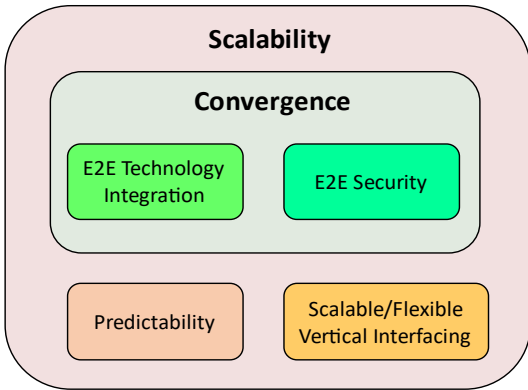 Scalability
Convergence
E2E Technology
Integration
E2E Security
Predictability
Scalable/Flexible
Vertical Interfacing